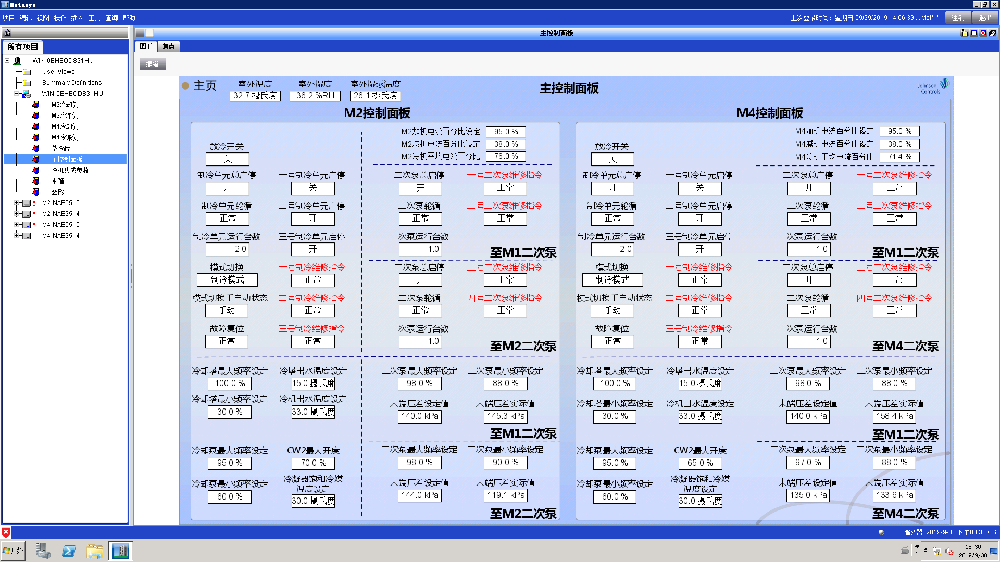 Metasys
项目 编辑 视图 操作 插入 工具 查询 帮助
上次登录时间: 星期日 09/29/2019 14:06:39 ... Met***
注销
退出
主控制面板
所有项目
图形
焦点
编辑
WIN-0EHEODS31HU
User Views
Summary Definitions
WIN-0EHEODS31HU
M2冷却侧
M2冷冻侧
M4冷却侧
M4冷冻侧
蓄冷罐
主控制面板
冷机集成参数
水箱
图形1
M2-NAE5510
M2-NAE3514
M4-NAE5510
M4-NAE3514
主页
室外温度 室外湿度 室外湿球温度
32.7 摄氏度 36.2 %RH 26.1 摄氏度
主控制面板
Johnson
Controls
M2控制面板
M2加机电流百分比设定 95.0 %
M2减机电流百分比设定 38.0 %
M2冷机平均电流百分比 76.0 %
放冷开关
关
制冷单元总启停 一号制冷单元启停 二次泵总启停 一号二次泵维修指令
开 关 开 正常
制冷单元轮循 二号制冷单元启停 二次泵轮循 二号二次泵维修指令
正常 开 正常 正常
制冷单元运行台数 三号制冷单元启停 二次泵运行台数
2.0 开 1.0
至M1二次泵
模式切换 一号制冷维修指令 二次泵总启停 三号二次泵维修指令
制冷模式 正常 开 正常
模式切换手自动状态 二号制冷维修指令 二次泵轮循 四号二次泵维修指令
手动 正常 正常 正常
故障复位 三号制冷维修指令 二次泵运行台数
正常 正常 1.0
至M2二次泵
冷却塔最大频率设定 冷塔出水温度设定 二次泵最大频率设定 二次泵最小频率设定
100.0 % 15.0 摄氏度 98.0 % 88.0 %
冷却塔最小频率设定 冷机出水温度设定 末端压差设定值 末端压差实际值
30.0 % 33.0 摄氏度 140.0 kPa 145.3 kPa
至M1二次泵
冷却泵最大频率设定 CW2最大开度 二次泵最大频率设定 二次泵最小频率设定
95.0 % 70.0 % 98.0 % 90.0 %
冷却泵最小频率设定 冷凝器饱和冷媒
温度设定 末端压差设定值 末端压差实际值
60.0 % 30.0 摄氏度 144.0 kPa 119.1 kPa
至M2二次泵
M4控制面板
M4加机电流百分比设定 95.0 %
M4减机电流百分比设定 38.0 %
M4冷机平均电流百分比 71.4 %
放冷开关
关
制冷单元总启停 一号制冷单元启停 二次泵总启停 一号二次泵维修指令
开 关 开 正常
制冷单元轮循 二号制冷单元启停 二次泵轮循 二号二次泵维修指令
正常 开 正常 正常
制冷单元运行台数 三号制冷单元启停 二次泵运行台数
2.0 开 1.0
至M1二次泵
模式切换 一号制冷维修指令 二次泵总启停 三号二次泵维修指令
制冷模式 正常 开 正常
模式切换手自动状态 二号制冷维修指令 二次泵轮循 四号二次泵维修指令
手动 正常 正常 正常
故障复位 三号制冷维修指令 二次泵运行台数
正常 正常 1.0
至M4二次泵
冷却塔最大频率设定 冷塔出水温度设定 二次泵最大频率设定 二次泵最小频率设定
100.0 % 15.0 摄氏度 98.0 % 88.0 %
冷却塔最小频率设定 冷机出水温度设定 末端压差设定值 末端压差实际值
30.0 % 33.0 摄氏度 140.0 kPa 158.4 kPa
至M1二次泵
冷却泵最大频率设定 CW2最大开度 二次泵最大频率设定 二次泵最小频率设定
95.0 % 65.0 % 97.0 % 88.0 %
冷却泵最小频率设定 冷凝器饱和冷媒
温度设定 末端压差设定值 末端压差实际值
60.0 % 30.0 摄氏度 135.0 kPa 133.6 kPa
至M4二次泵
服务器: 2019-9-30 下午03:30 CST
开始
15:30
2019/9/30